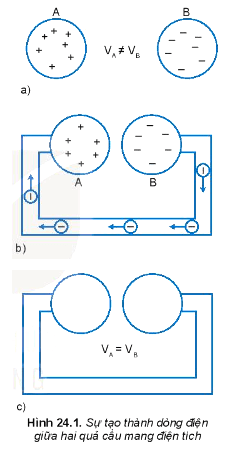 A
B
+ + + + + + +
V_A ≠ V_B
− − − − − − −
a)
+ + + + + +
− − − − − −
A
B
−
−
− − −
b)
V_A = V_B
c)
Hình 24.1. Sự tạo thành dòng điện
giữa hai quả cầu mang điện tích